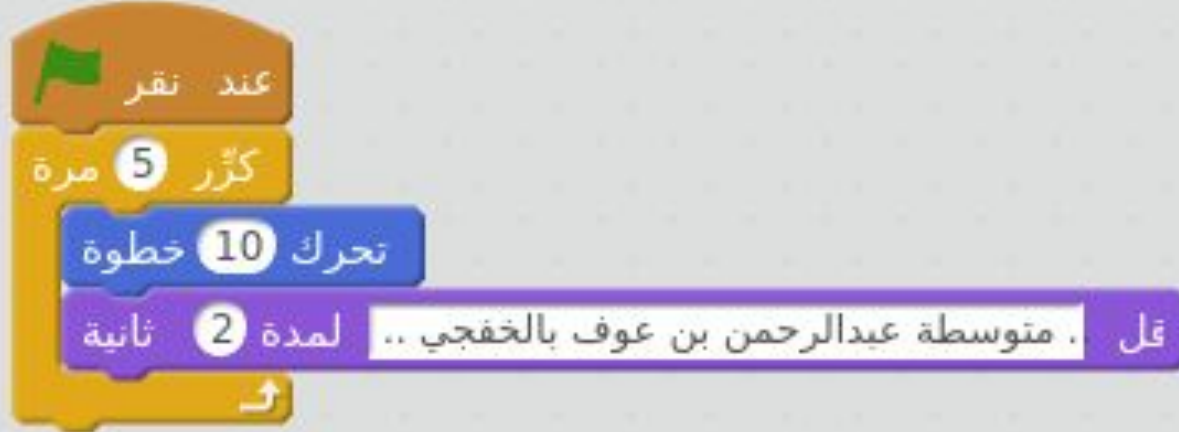 عند نقر
كرِّر 5 مرة
تحرك 10 خطوة
قل . متوسطة عبدالرحمن بن عوف بالخفجي .. لمدة 2 ثانية